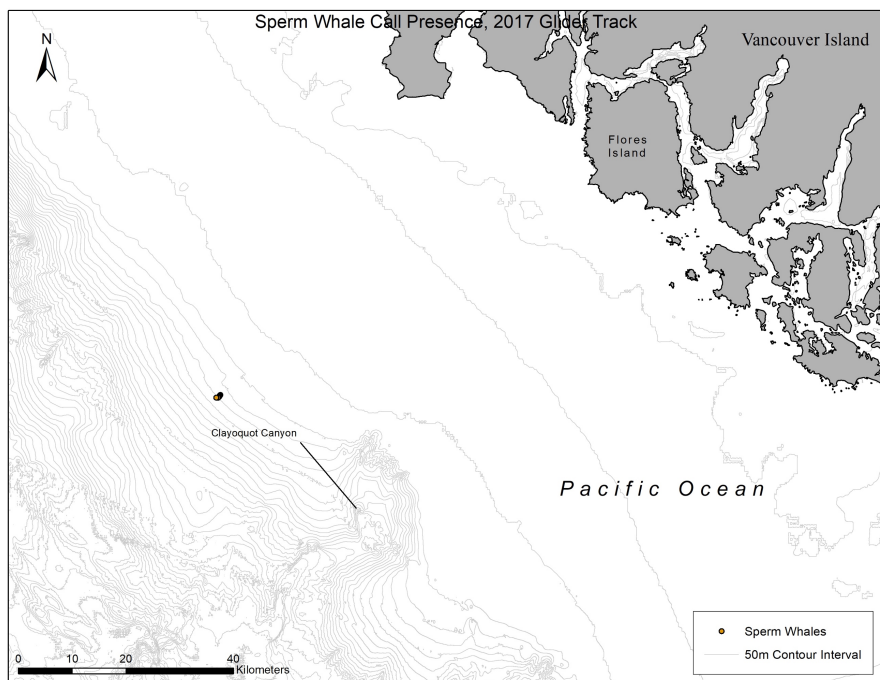 Sperm Whale Call Presence, 2017 Glider Track
N
Vancouver Island
Flores
Island
Clayoquot Canyon
Pacific Ocean
Sperm Whales
50m Contour Interval
0 10 20 40
Kilometers